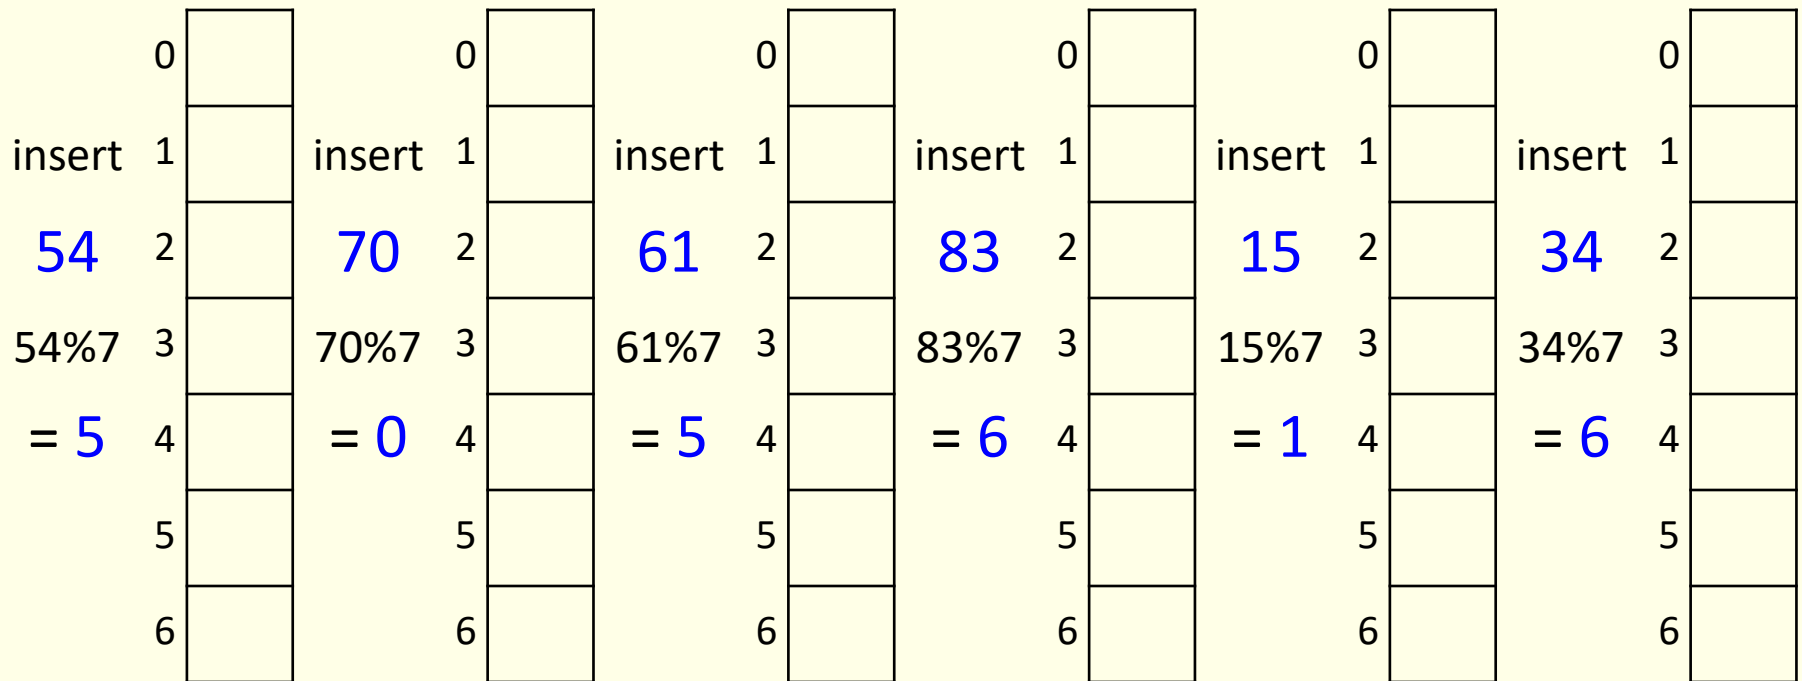 0 0 0 0 0 0
insert 1 insert 1 insert 1 insert 1 insert 1 insert 1
54 2 70 2 61 2 83 2 15 2 34 2
54%7 3 70%7 3 61%7 3 83%7 3 15%7 3 34%7 3
= 5 4 = 0 4 = 5 4 = 6 4 = 1 4 = 6 4
5 5 5 5 5 5
6 6 6 6 6 6